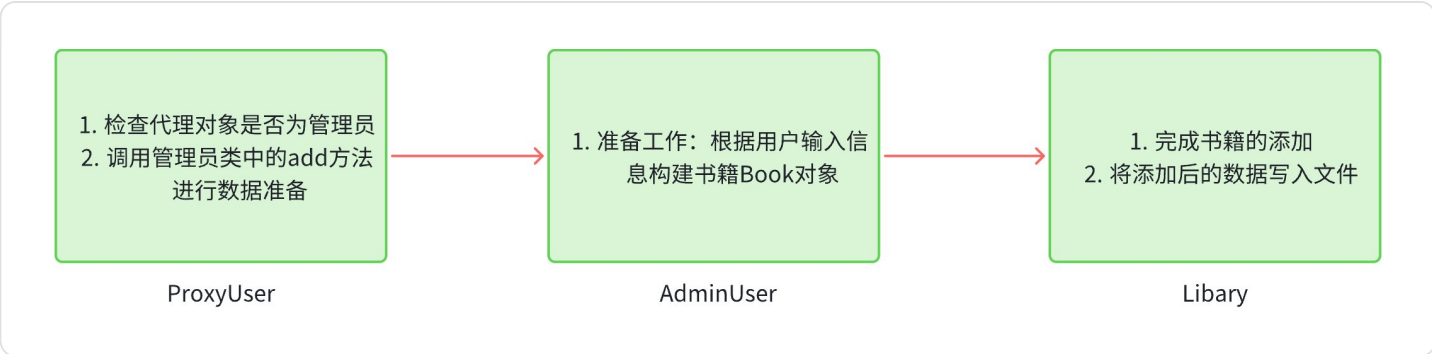 1. 检查代理对象是否为管理员
2. 调用管理员类中的add方法
进行数据准备
1. 准备工作：根据用户输入信
息构建书籍Book对象
1. 完成书籍的添加
2. 将添加后的数据写入文件
ProxyUser
AdminUser
Libary